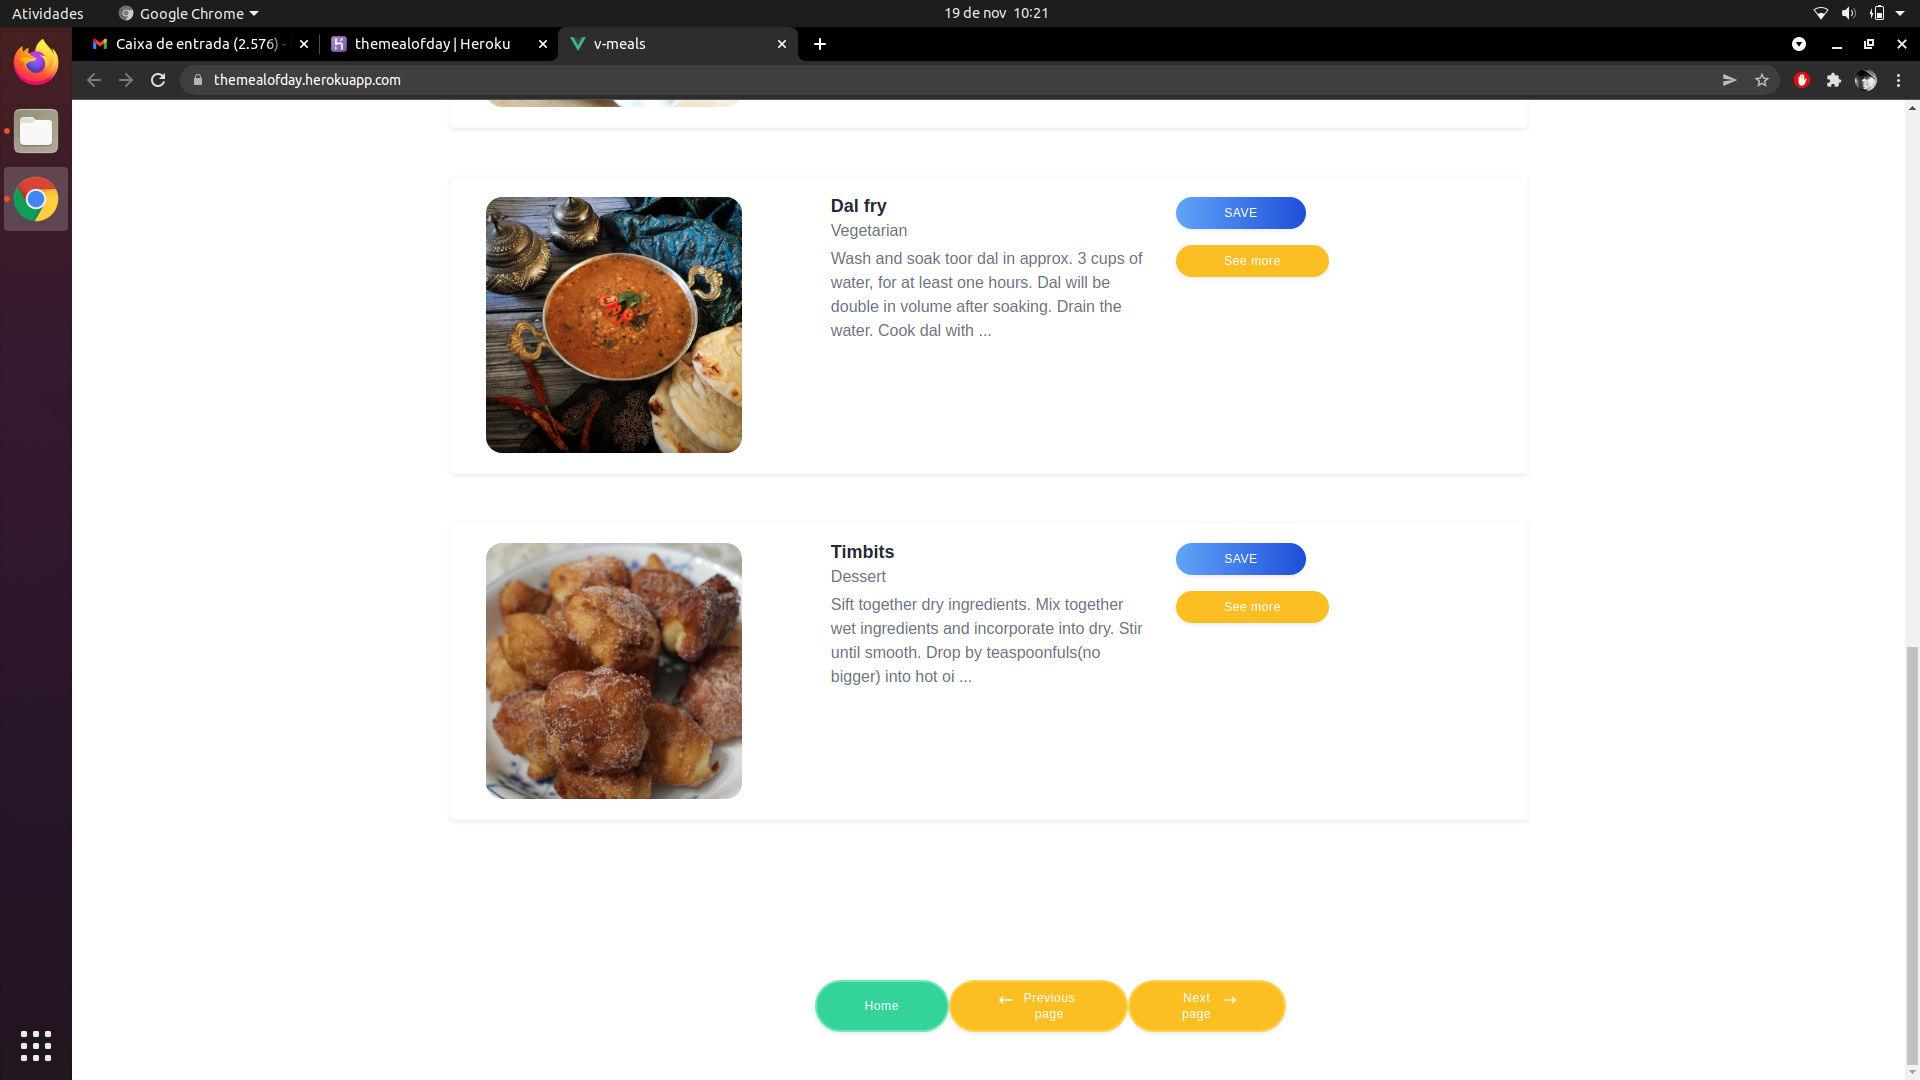 Atividades
Google Chrome
19 de nov 10:21
Caixa de entrada (2.576) -
themealofday | Heroku
v-meals
themealofday.herokuapp.com
Dal fry
Vegetarian
Wash and soak toor dal in approx. 3 cups of
water, for at least one hours. Dal will be
double in volume after soaking. Drain the
water. Cook dal with ...
SAVE
See more
Timbits
Dessert
Sift together dry ingredients. Mix together
wet ingredients and incorporate into dry. Stir
until smooth. Drop by teaspoonfuls(no
bigger) into hot oi ...
SAVE
See more
Home
← Previous
page
Next →
page